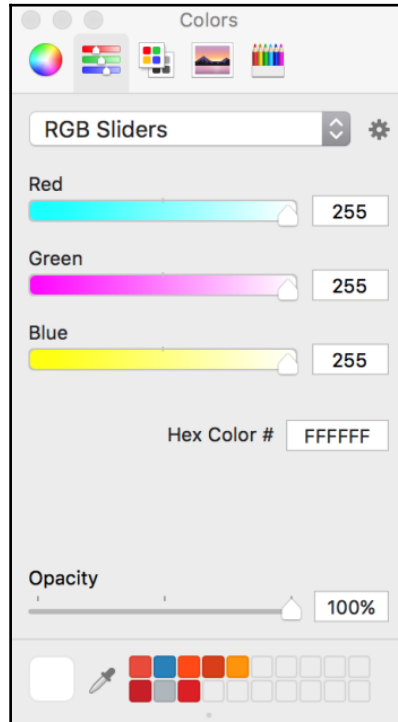 Colors
RGB Sliders
Red
255
Green
255
Blue
255
Hex Color # FFFFFF
Opacity
100%